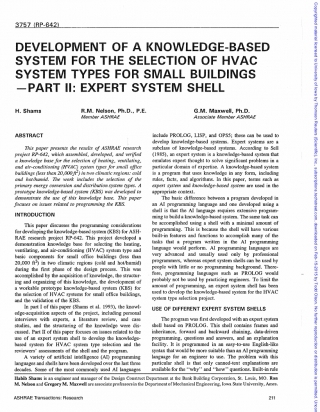 3757 (RP-642)
DEVELOPMENT OF A KNOWLEDGE-BASED
SYSTEM FOR THE SELECTION OF HVAC
SYSTEM TYPES FOR SMALL BUILDINGS
—PART II: EXPERT SYSTEM SHELL
H. Shams
R.M. Nelson, Ph.D., P.E.
Member ASHRAE
G.M. Maxwell, Ph.D.
Associate Member ASHRAE
ABSTRACT
This paper presents the results of ASHRAE research
project RP-642, which assembled, developed, and verified
a knowledge base for the selection of heating, ventilating,
and air-conditioning (HVAC) system types for small office
buildings (less than 20,000 ft²) in two climatic regions: cold
and hot/humid. The work includes the selection of the
primary energy conversion and distribution system types. A
prototype knowledge-based system (KBS) was developed to
demonstrate the use of this knowledge base. This paper
focuses on issues related to programming the KBS.
INTRODUCTION
This paper discusses the programming considerations
for developing the knowledge-based system (KBS) for ASH-
RAE research project RP-642. This project developed a
demonstration knowledge base for selecting the heating,
ventilating, and air-conditioning (HVAC) system type and
basic components for small office buildings (less than
20,000 ft²) in two climatic regions (cold and hot/humid)
during the first phase of the design process. This was
accomplished by the acquisition of knowledge, the structur-
ing and organizing of this knowledge, the development of
a workable prototype knowledge-based system (KBS) for
the selection of HVAC systems for small office buildings,
and the validation of the KBS.
In part I of this paper (Shams et al. 1993), the knowl-
edge-acquisition aspects of the project, including personal
interviews with experts, a literature review, and case
studies, and the structuring of the knowledge were dis-
cussed. Part II of this paper focuses on issues related to the
use of an expert system shell to develop the knowledge-
based system for HVAC system type selection and the
reviewers' assessment of the shell and the program.
A variety of artificial intelligence (AI) programming
languages and shells have been developed over the last three
decades. Some of the most commonly used AI languages
include PROLOG, LISP, and OPS5; these can be used to
develop knowledge-based systems. Expert systems are a
subclass of knowledge-based systems. According to Sell
(1985), an expert system is a knowledge-based system that
emulates expert thought to solve significant problems in a
particular domain of expertise. A knowledge-based system
is a program that uses knowledge in any form, including
rules, facts, and algorithms. In this paper, terms such as
expert system and knowledge system are used in the
appropriate context.
The basic difference between a program developed in
an AI programming language and one developed using a
shell is that the AI language requires extensive program-
ming to build a knowledge-based system. The same task can
be accomplished using a shell with a minimal amount of
programming. This is because the shell will have various
built-in features and functions to accomplish many of the
tasks that a program written in the AI programming
language would perform. AI programming languages are
very advanced and usually used only by professional
programmers, whereas expert system shells can be used by
people with little or no programming background. There-
fore, programming languages such as PROLOG would
probably not be used by practicing engineers. To limit the
amount of programming, an expert system shell has been
used to develop the knowledge-based system for the HVAC
system type selection project.
USE OF DIFFERENT EXPERT SYSTEM SHELLS
The program was first developed with an expert system
shell based on PROLOG. This shell contains frames and
inheritance, forward and backward chaining, data-driven
programming, questions and answers, and an explanation
facility. It is programmed in an easy-to-use English-like
system that would be more suitable than an AI programming
language for an engineer to use. The problem with this
particular shell is that only canned-text explanations are
available for the "why" and "how" questions. Built-in rule
Habib Shams is an engineer and manager of the Design Construction Department at the Bank Building Corporation, St. Louis, MO. Ron
M. Nelson and Gregory M. Maxwell are associate professors in the Department of Mechanical Engineering, Iowa State University, Ames.
ASHRAE Transactions: Research
211